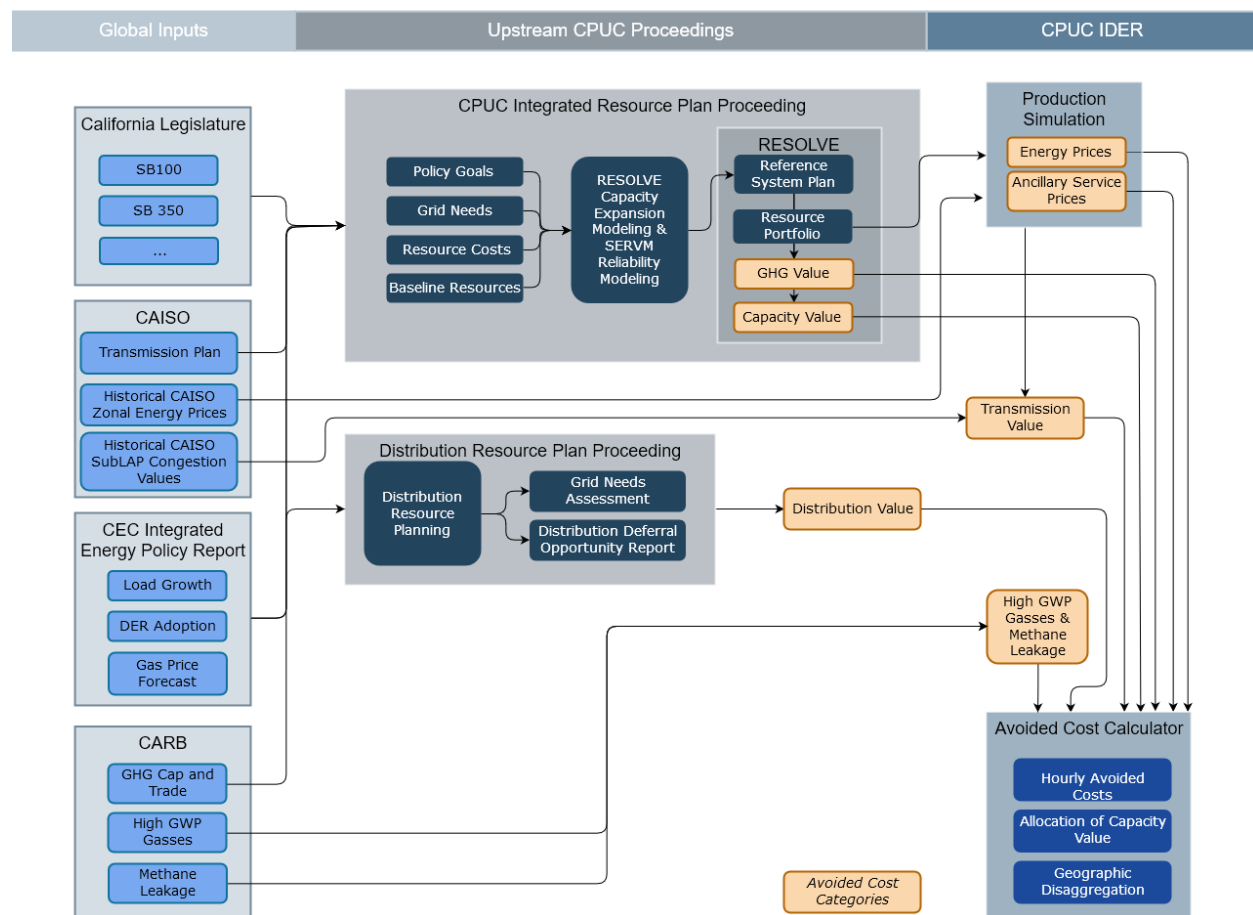 Global Inputs
Upstream CPUC Proceedings
CPUC IDER
California Legislature
SB100
SB 350
...
CAISO
Transmission Plan
Historical CAISO
Zonal Energy Prices
Historical CAISO
SubLAP Congestion
Values
CEC Integrated
Energy Policy Report
Load Growth
DER Adoption
Gas Price
Forecast
CARB
GHG Cap and
Trade
High GWP
Gasses
Methane
Leakage
CPUC Integrated Resource Plan Proceeding
Policy Goals
Grid Needs
Resource Costs
Baseline Resources
RESOLVE
Capacity
Expansion
Modeling &
SERVM
Reliability
Modeling
RESOLVE
Reference
System Plan
Resource
Portfolio
GHG Value
Capacity Value
Distribution Resource Plan Proceeding
Distribution
Resource
Planning
Grid Needs
Assessment
Distribution Deferral
Opportunity Report
Production
Simulation
Energy Prices
Ancillary Service
Prices
Transmission
Value
Distribution Value
High GWP
Gasses &
Methane
Leakage
Avoided Cost Calculator
Hourly Avoided
Costs
Allocation of Capacity
Value
Geographic
Disaggregation
Avoided Cost
Categories